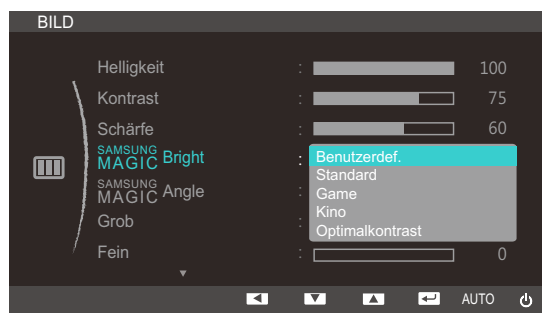 BILD
Helligkeit : 100
Kontrast : 75
Schärfe : 60
SAMSUNG MAGIC Bright : Benutzerdef.
Standard
SAMSUNG MAGIC Angle : Game
Kino
Grob : Optimalkontrast
Fein : 0
AUTO